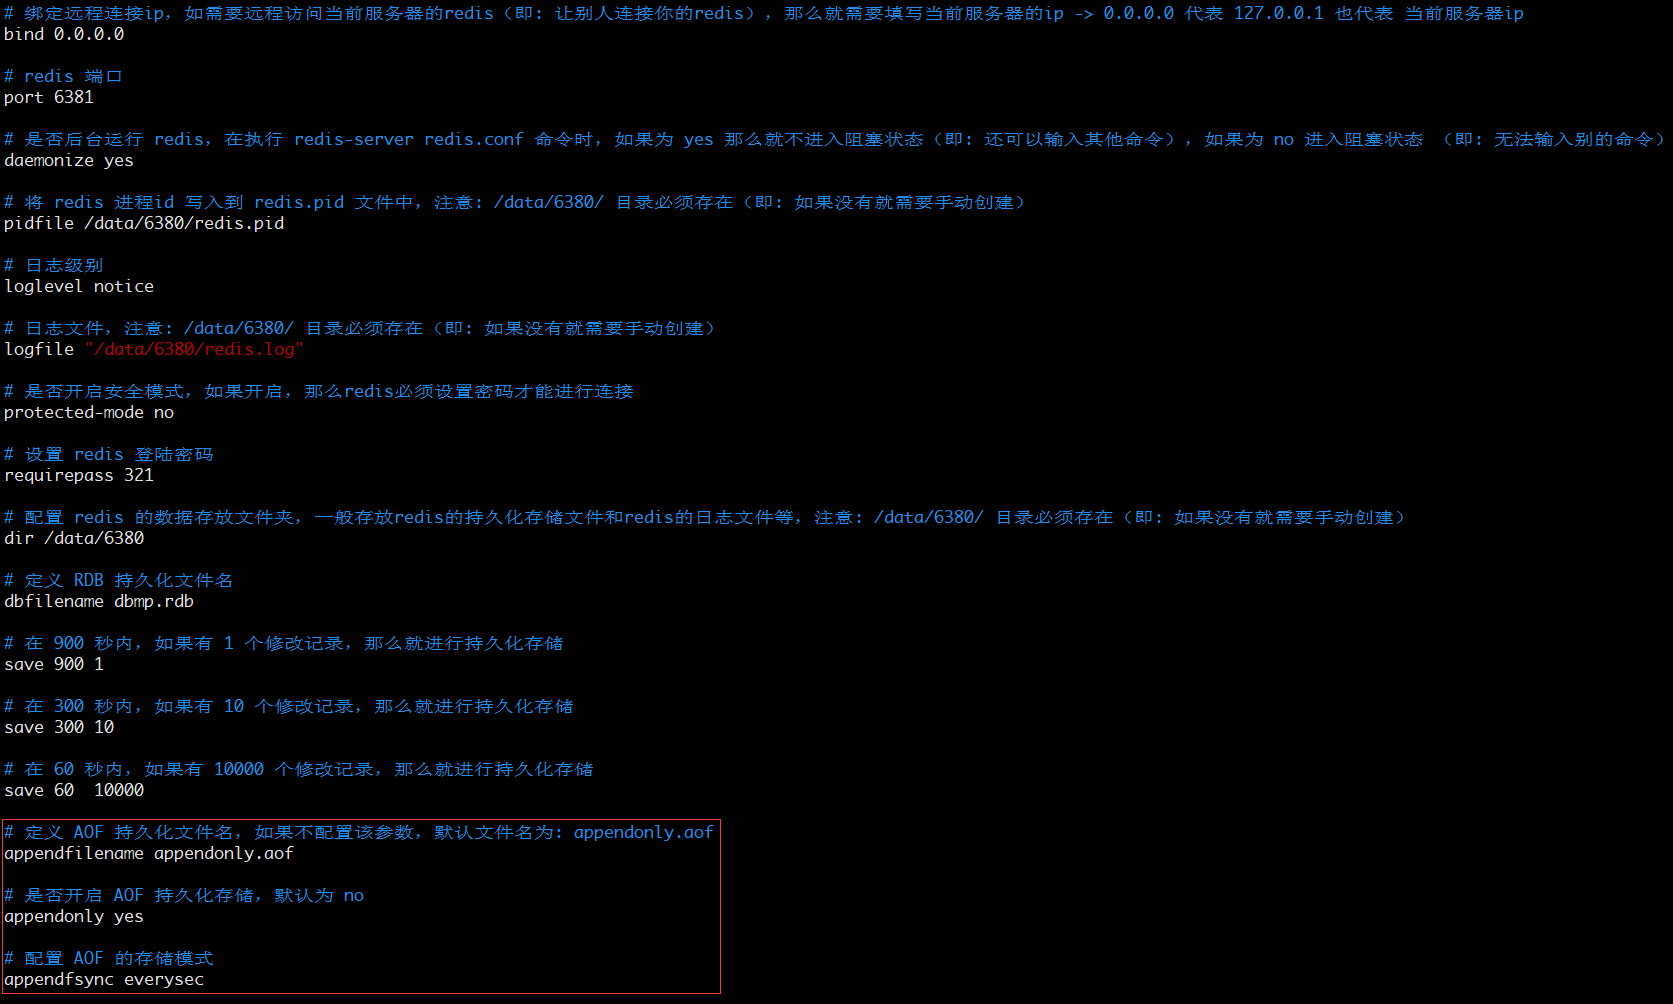 # 绑定远程连接ip，如需要远程访问当前服务器的redis（即：让别人连接你的redis），那么就需要填写当前服务器的ip -> 0.0.0.0 代表 127.0.0.1 也代表 当前服务器ip
bind 0.0.0.0
# redis 端口
port 6381
# 是否后台运行 redis，在执行 redis-server redis.conf 命令时，如果为 yes 那么就不进入阻塞状态（即：还可以输入其他命令），如果为 no 进入阻塞状态 （即：无法输入别的命令）
daemonize yes
# 将 redis 进程id 写入到 redis.pid 文件中，注意：/data/6380/ 目录必须存在（即：如果没有就需要手动创建）
pidfile /data/6380/redis.pid
# 日志级别
loglevel notice
# 日志文件，注意：/data/6380/ 目录必须存在（即：如果没有就需要手动创建）
logfile "/data/6380/redis.log"
# 是否开启安全模式，如果开启，那么redis必须设置密码才能进行连接
protected-mode no
# 设置 redis 登陆密码
requirepass 321
# 配置 redis 的数据存放文件夹，一般存放redis的持久化存储文件和redis的日志文件等，注意：/data/6380/ 目录必须存在（即：如果没有就需要手动创建）
dir /data/6380
# 定义 RDB 持久化文件名
dbfilename dbmp.rdb
# 在 900 秒内，如果有 1 个修改记录，那么就进行持久化存储
save 900 1
# 在 300 秒内，如果有 10 个修改记录，那么就进行持久化存储
save 300 10
# 在 60 秒内，如果有 10000 个修改记录，那么就进行持久化存储
save 60  10000
# 定义 AOF 持久化文件名，如果不配置该参数，默认文件名为：appendonly.aof
appendfilename appendonly.aof
# 是否开启 AOF 持久化存储，默认为 no
appendonly yes
# 配置 AOF 的存储模式
appendfsync everysec